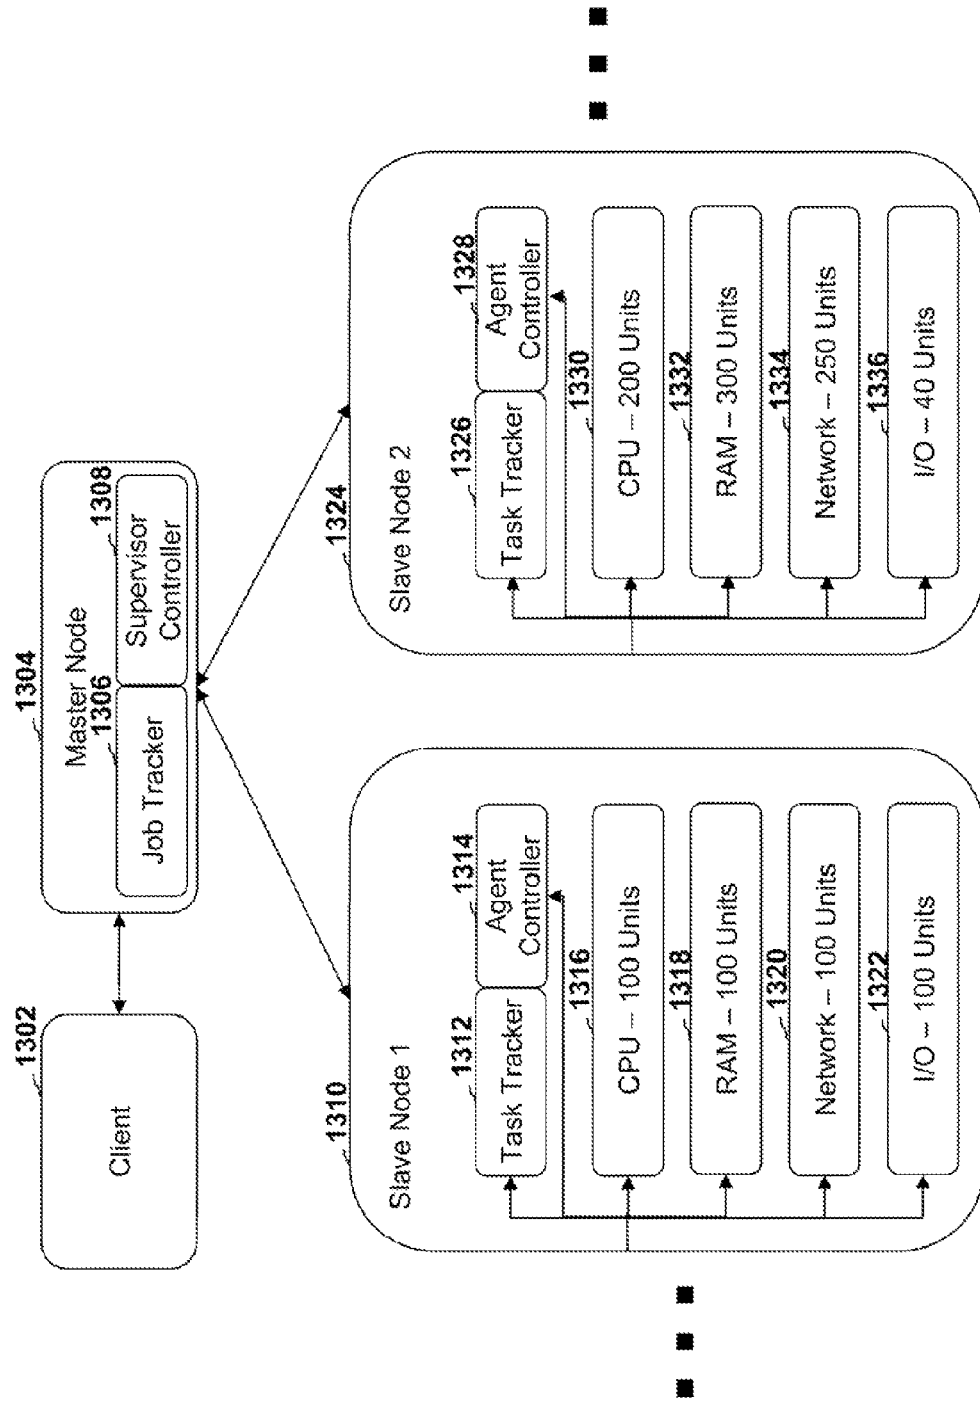 1302
Client
1304
Master Node
1306
Job Tracker
1308
Supervisor
Controller
1310
Slave Node 1
1312
Task Tracker
1314
Agent
Controller
1316
CPU – 100 Units
1318
RAM – 100 Units
1320
Network – 100 Units
1322
I/O – 100 Units
1324
Slave Node 2
1326
Task Tracker
1328
Agent
Controller
1330
CPU – 200 Units
1332
RAM – 300 Units
1334
Network – 250 Units
1336
I/O – 40 Units